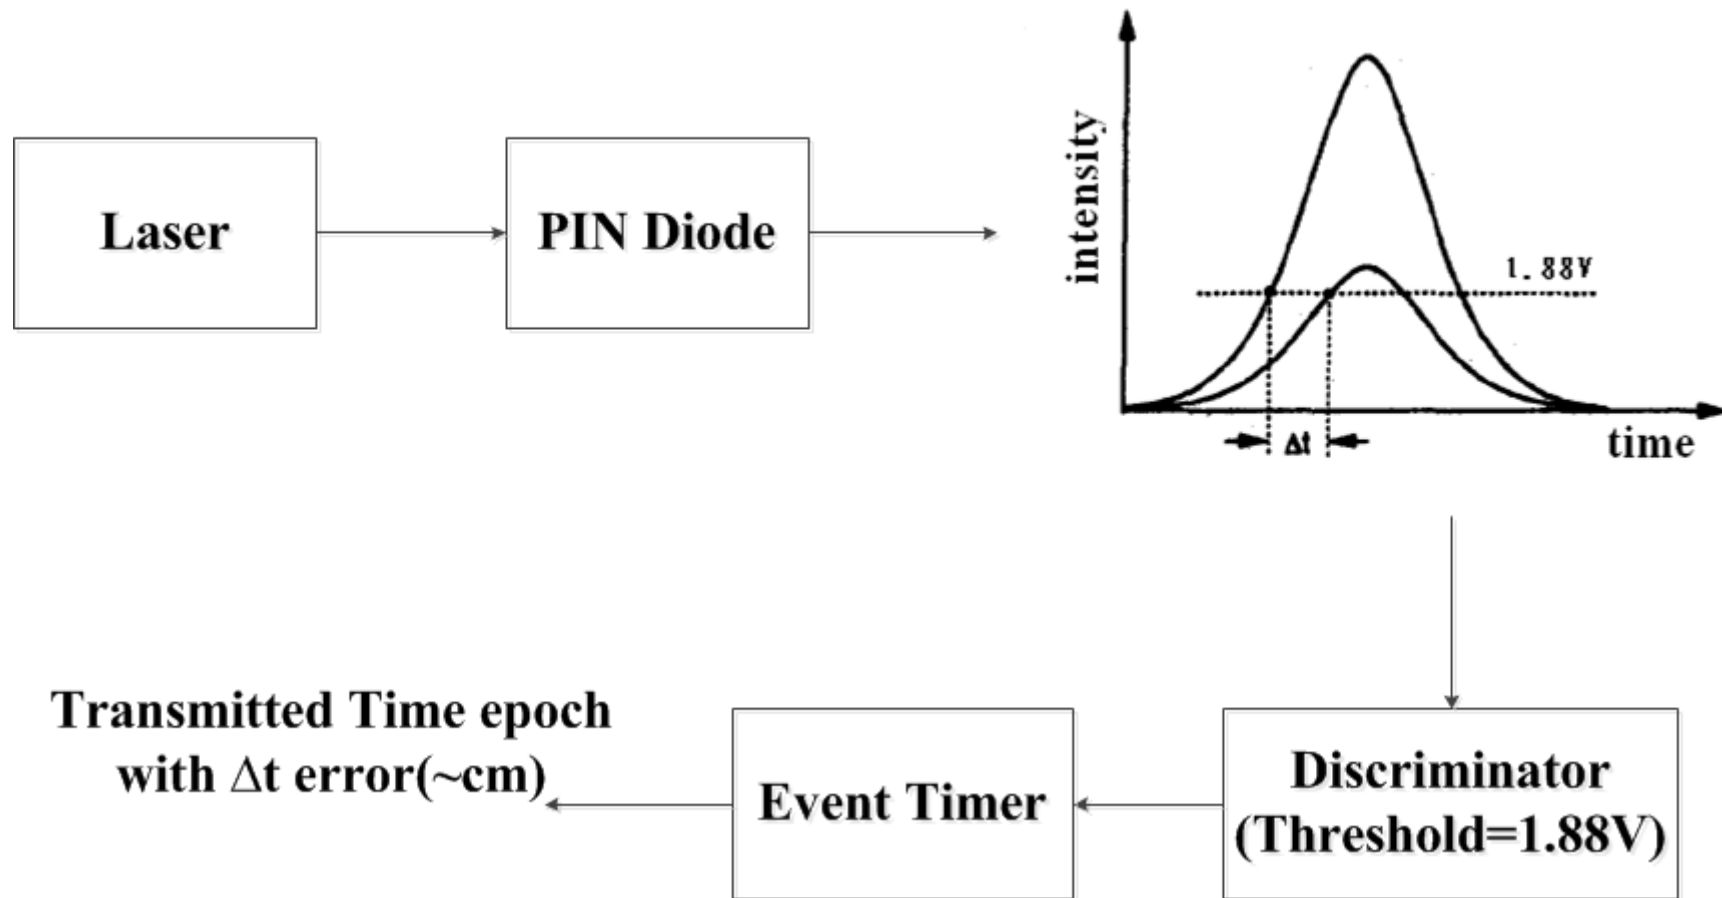 Laser
PIN Diode
intensity
1.88V
Δt
time
Transmitted Time epoch
with Δt error(~cm)
Event Timer
Discriminator
(Threshold=1.88V)